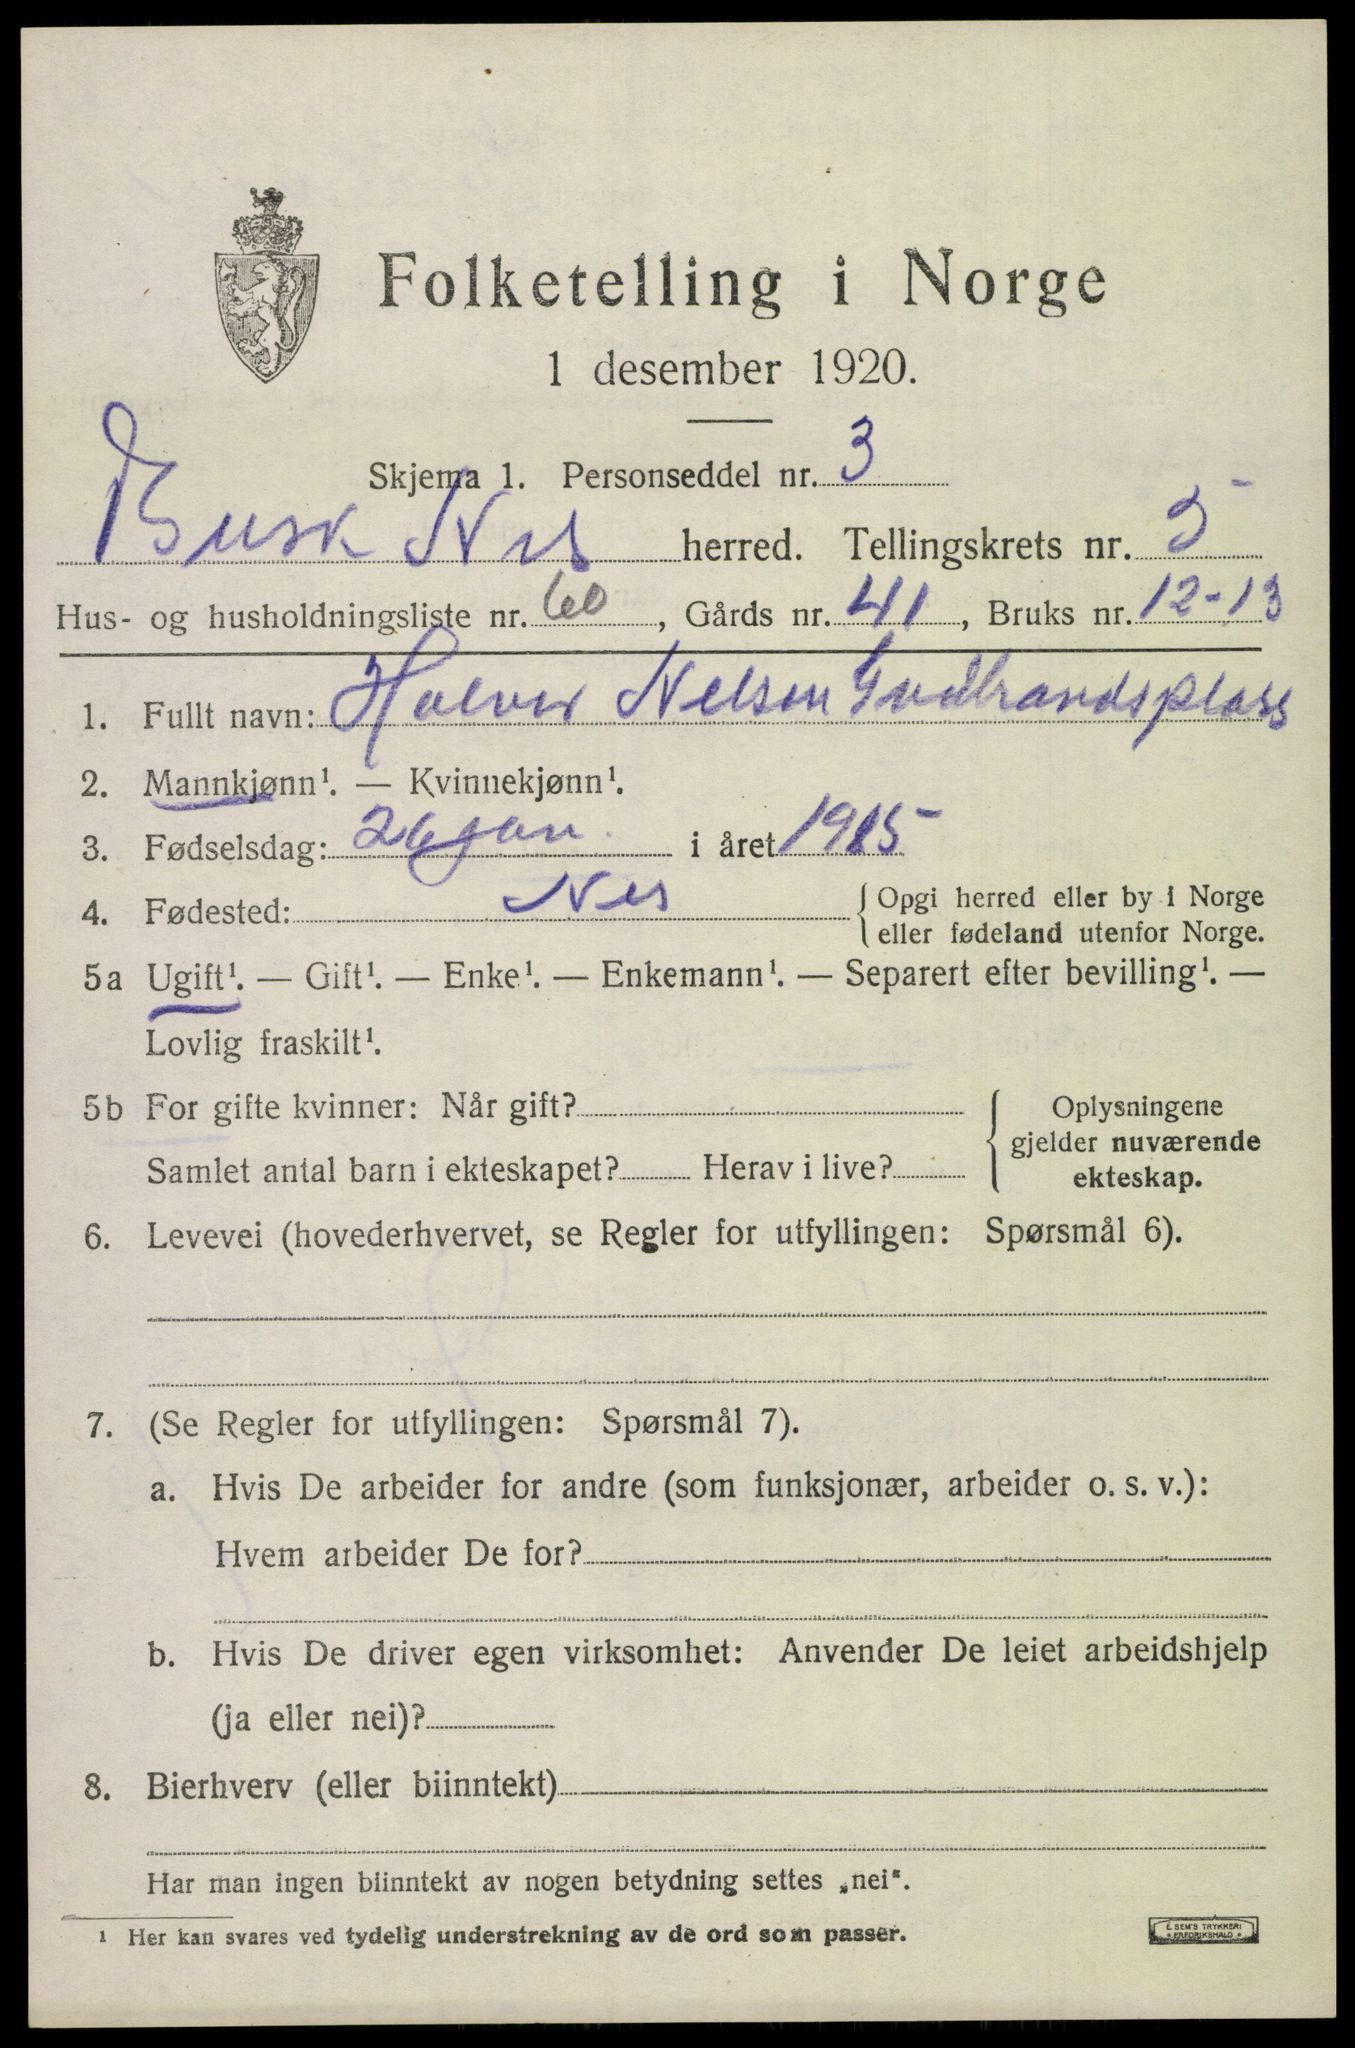 Folketelling i Norge
1 desember 1920.
Skjema 1. Personseddel nr. 3
Busk Nes herred. Tellingskrets nr. 5
Hus- og husholdningsliste nr. 60, Gårds nr. 41, Bruks nr. 12-13
1. Fullt navn: Halvor Nelsen Gudbrandsplass
2. Mannkjønn¹. — Kvinnekjønn¹.
3. Fødselsdag: 26 jan. i året 1915
4. Fødested: Nes {Opgi herred eller by i Norge
eller fødeland utenfor Norge.
5a Ugift¹. — Gift¹. — Enke¹. — Enkemann¹. — Separert efter bevilling¹. —
Lovlig fraskilt¹.
5b For gifte kvinner: Når gift? {Oplysningene
gjelder nuværende
Samlet antal barn i ekteskapet? Herav i live? ekteskap.
6. Levevei (hovederhvervet, se Regler for utfyllingen: Spørsmål 6).
7. (Se Regler for utfyllingen: Spørsmål 7).
a. Hvis De arbeider for andre (som funksjonær, arbeider o. s. v.):
Hvem arbeider De for?
b. Hvis De driver egen virksomhet: Anvender De leiet arbeidshjelp
(ja eller nei)?
8. Bierhverv (eller biinntekt)
Har man ingen biinntekt av nogen betydning settes „nei“.
¹ Her kan svares ved tydelig understrekning av de ord som passer.
E. SEM'S TRYKKERI
FREDRIKSHALD